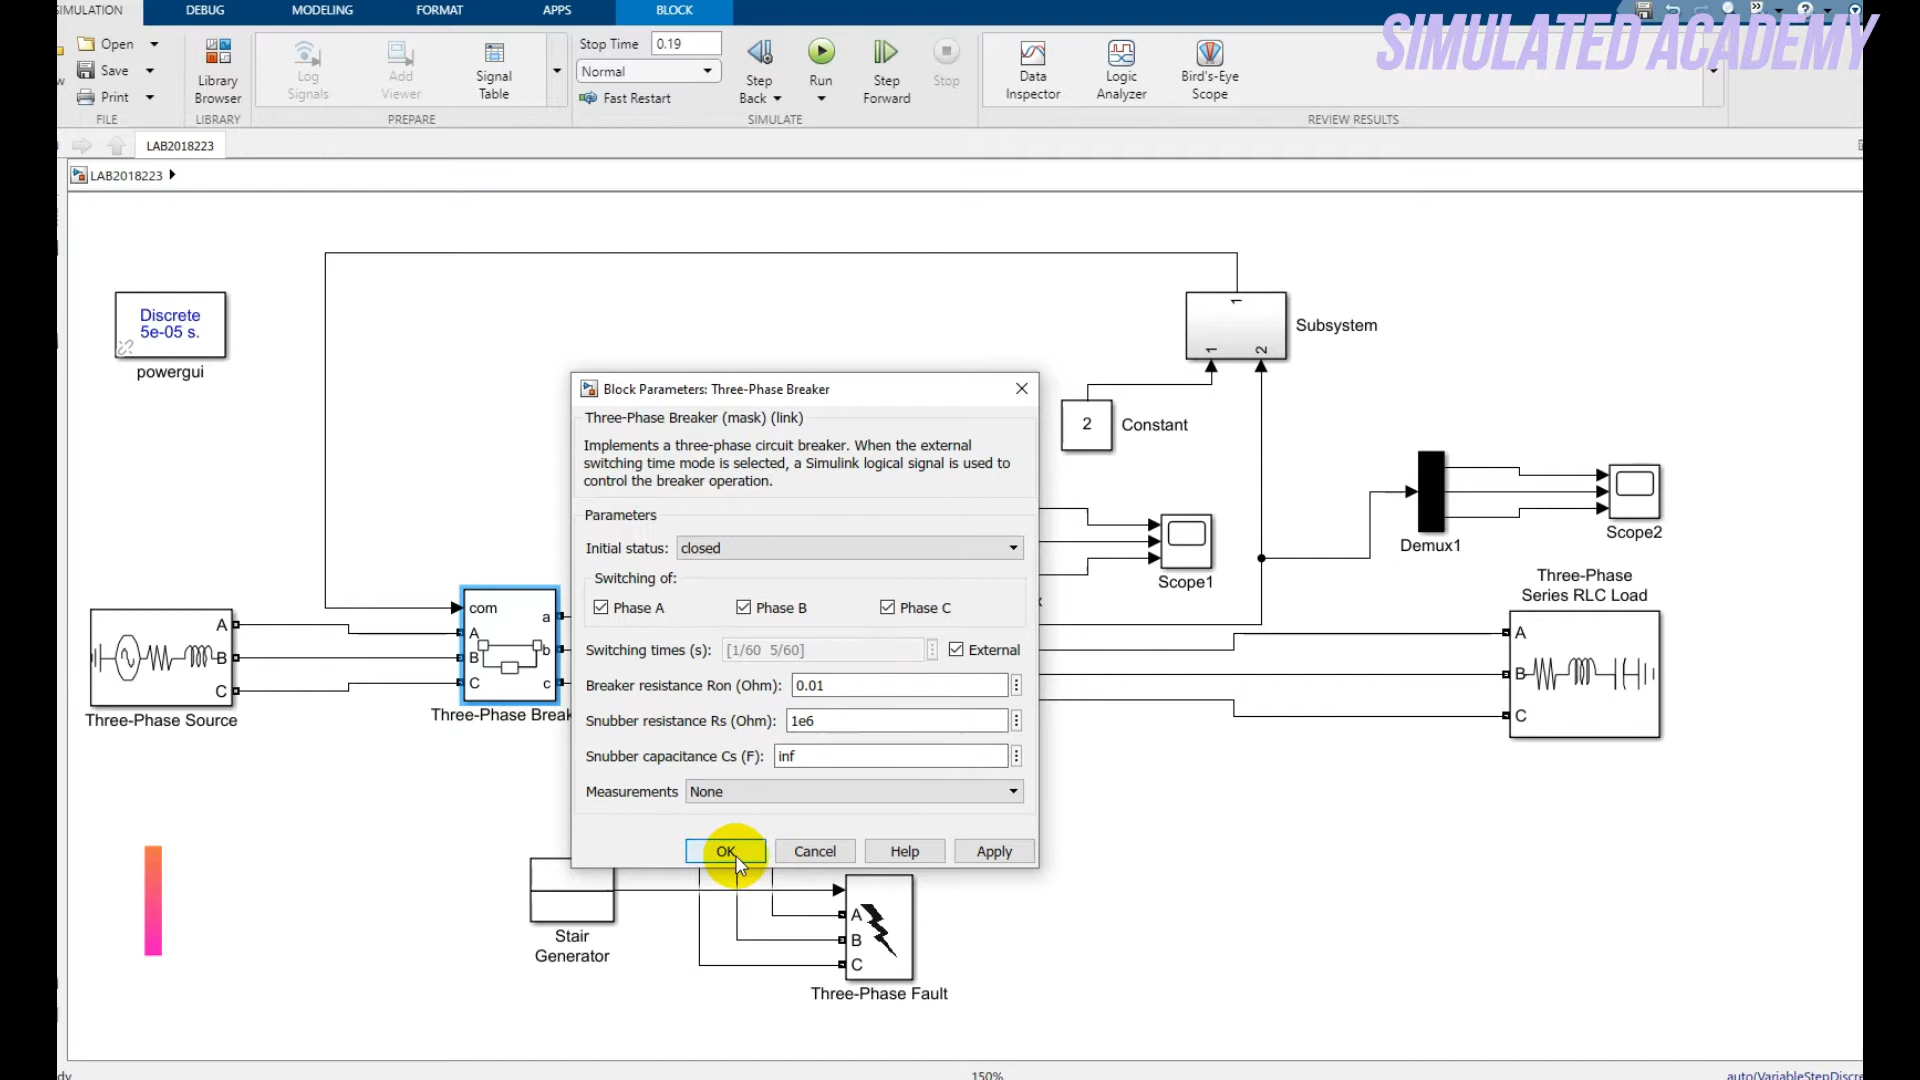 SIMULATION DEBUG MODELING FORMAT APPS BLOCK
SIMULATED ACADEMY
Open
Save
Print
FILE
Library
Browser
LIBRARY
Log
Signals
Add
Viewer
Signal
Table
PREPARE
Stop Time 0.19
Normal
Fast Restart
Step
Back
Run
Step
Forward
Stop
SIMULATE
Data
Inspector
Logic
Analyzer
Bird's-Eye
Scope
REVIEW RESULTS
LAB2018223
LAB2018223
Discrete
5e-05 s.
powergui
1
1 2
Subsystem
2
Constant
Scope1
Demux1
Scope2
Three-Phase
Series RLC Load
A
B
C
A
B
C
Three-Phase Source
com
A
B
C
a
b
c
Three-Phase Break
Block Parameters: Three-Phase Breaker
Three-Phase Breaker (mask) (link)
Implements a three-phase circuit breaker. When the external
switching time mode is selected, a Simulink logical signal is used to
control the breaker operation.
Parameters
Initial status: closed
Switching of:
Phase A Phase B Phase C
Switching times (s): [1/60 5/60] External
Breaker resistance Ron (Ohm): 0.01
Snubber resistance Rs (Ohm): 1e6
Snubber capacitance Cs (F): inf
Measurements None
OK Cancel Help Apply
Stair
Generator
A
B
C
Three-Phase Fault
150%
auto(VariableStepDiscre